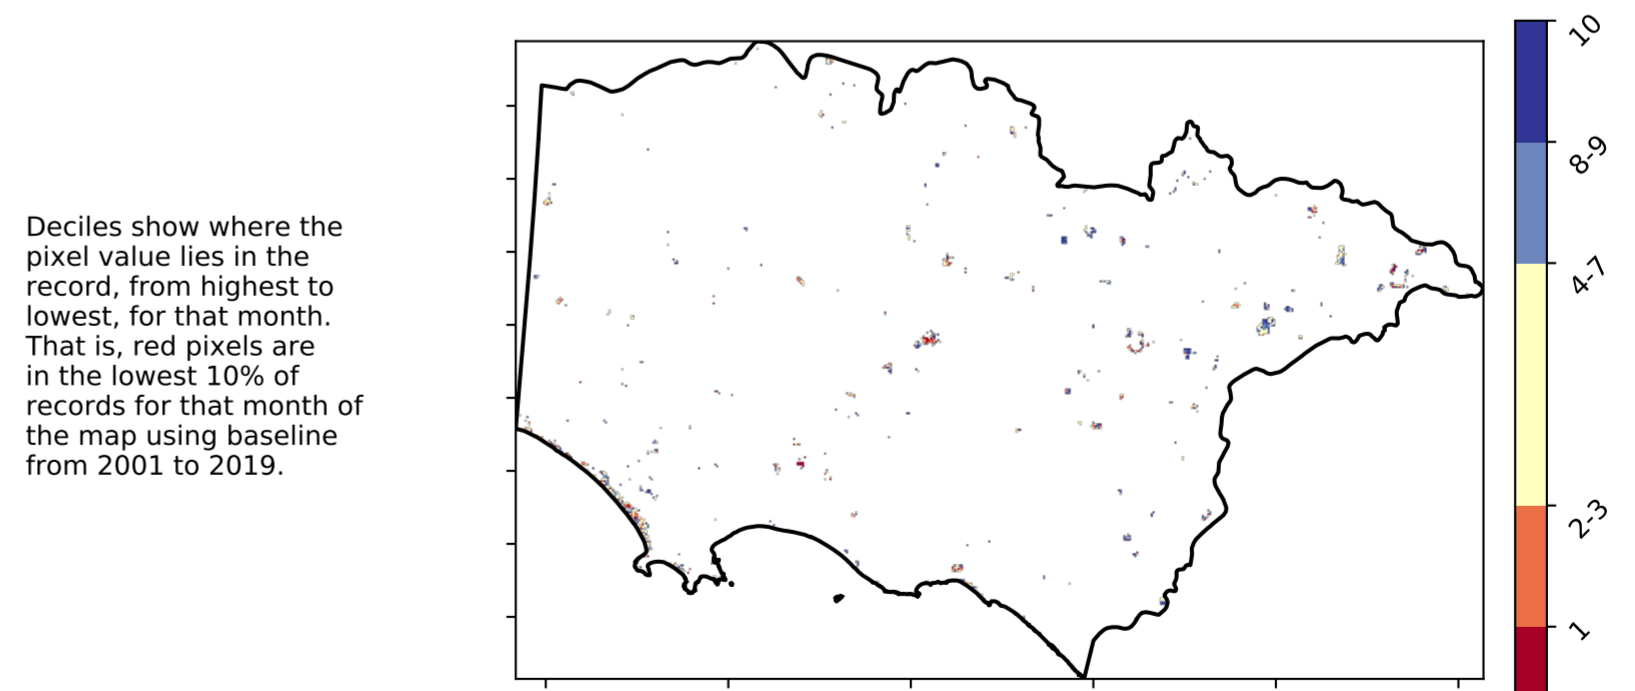 Deciles show where the
pixel value lies in the
record, from highest to
lowest, for that month.
That is, red pixels are
in the lowest 10% of
records for that month of
the map using baseline
from 2001 to 2019.
10
8-9
4-7
2-3
1